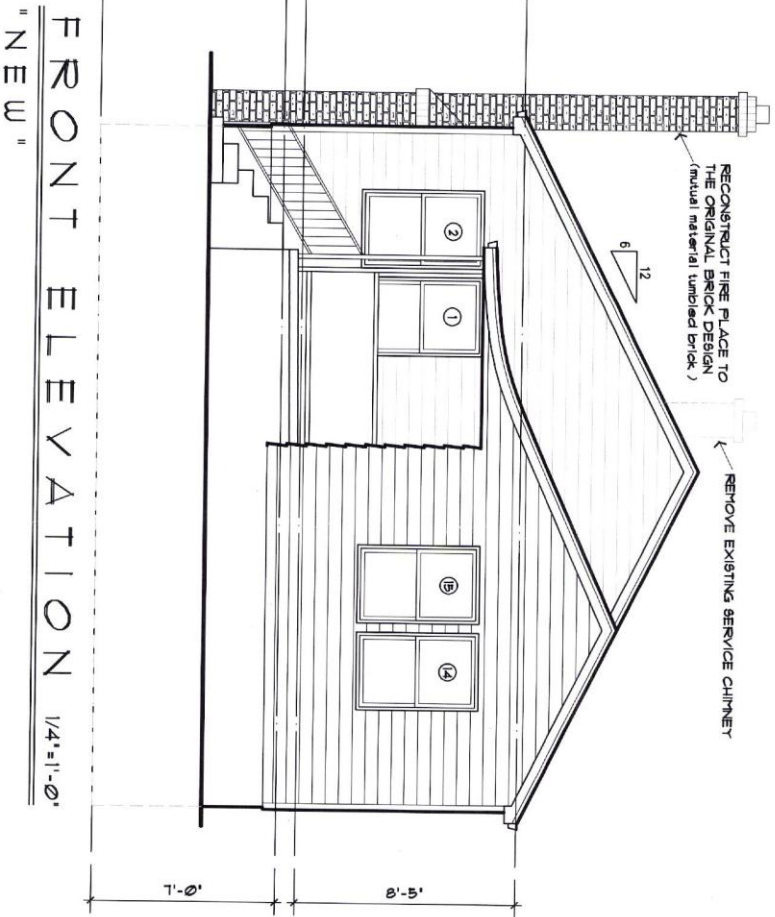 RECONSTRUCT FIRE PLACE TO
THE ORIGINAL BRICK DESIGN
(mutual material tumbled brick.)
REMOVE EXISTING SERVICE CHIMNEY
12
6
2
1
15
14
8'-5"
7'-0"
FRONT ELEVATION 1/4"=1'-0"
"NEW"